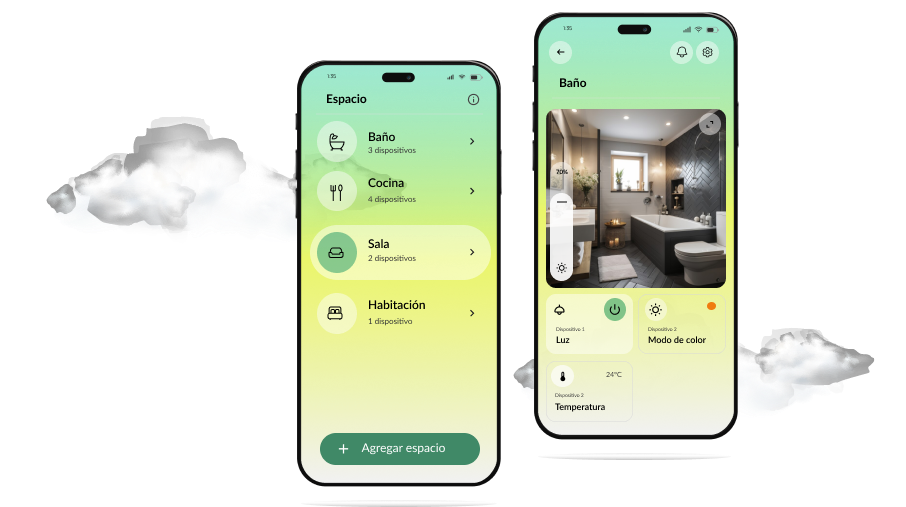 1:35
Espacio
Baño
3 dispositivos
Cocina
4 dispositivos
Sala
2 dispositivos
Habitación
1 dispositivo
+ Agregar espacio
1:35
Baño
70%
Dispositivo 1
Luz
Dispositivo 2
Modo de color
24°C
Dispositivo 3
Temperatura